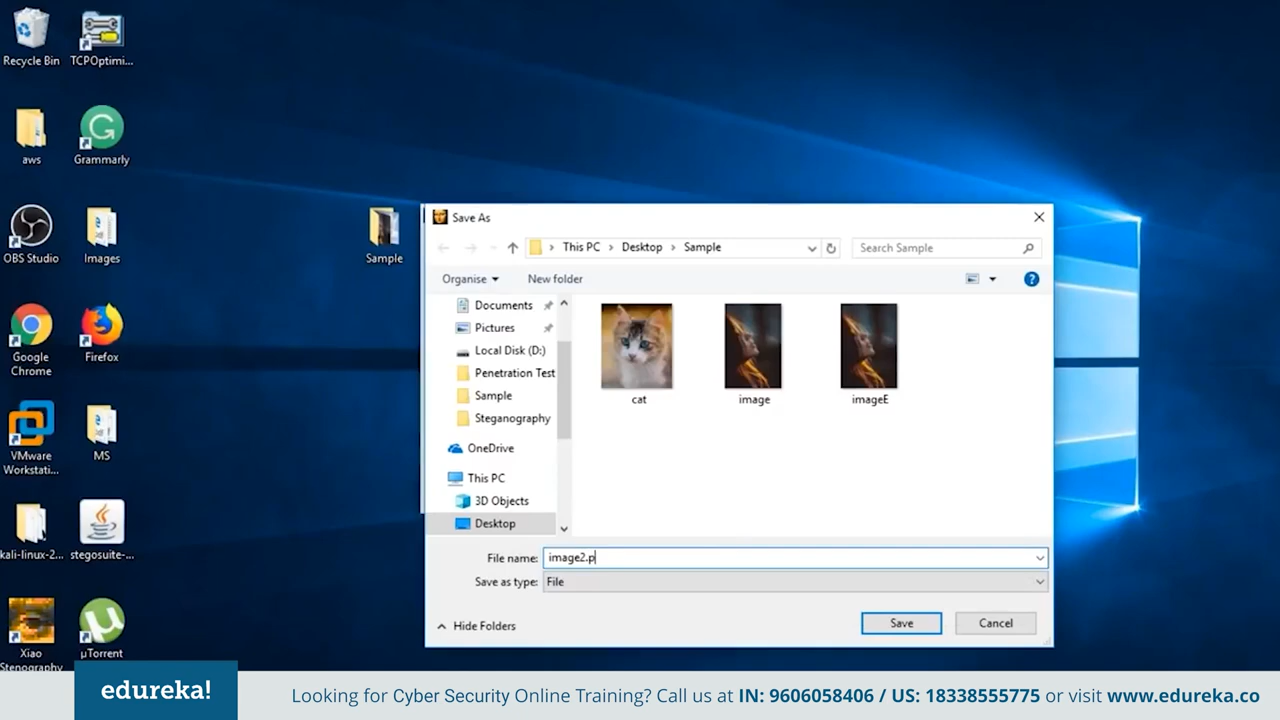 Recycle Bin
TCPOptimi...
aws
Grammarly
OBS Studio
Images
Google
Chrome
Firefox
VMware
Workstati...
MS
kali-linux-2...
stegosuite-...
Xiao
Stenography
µTorrent
Sample
Save As
This PC > Desktop > Sample
Search Sample
Organise
New folder
Documents
Pictures
Local Disk (D:)
Penetration Test
Sample
Steganography
OneDrive
This PC
3D Objects
Desktop
cat
image
imageE
File name: image2.p
Save as type: File
Hide Folders
Save
Cancel
edureka!
Looking for Cyber Security Online Training? Call us at IN: 9606058406 / US: 18338555775 or visit www.edureka.co